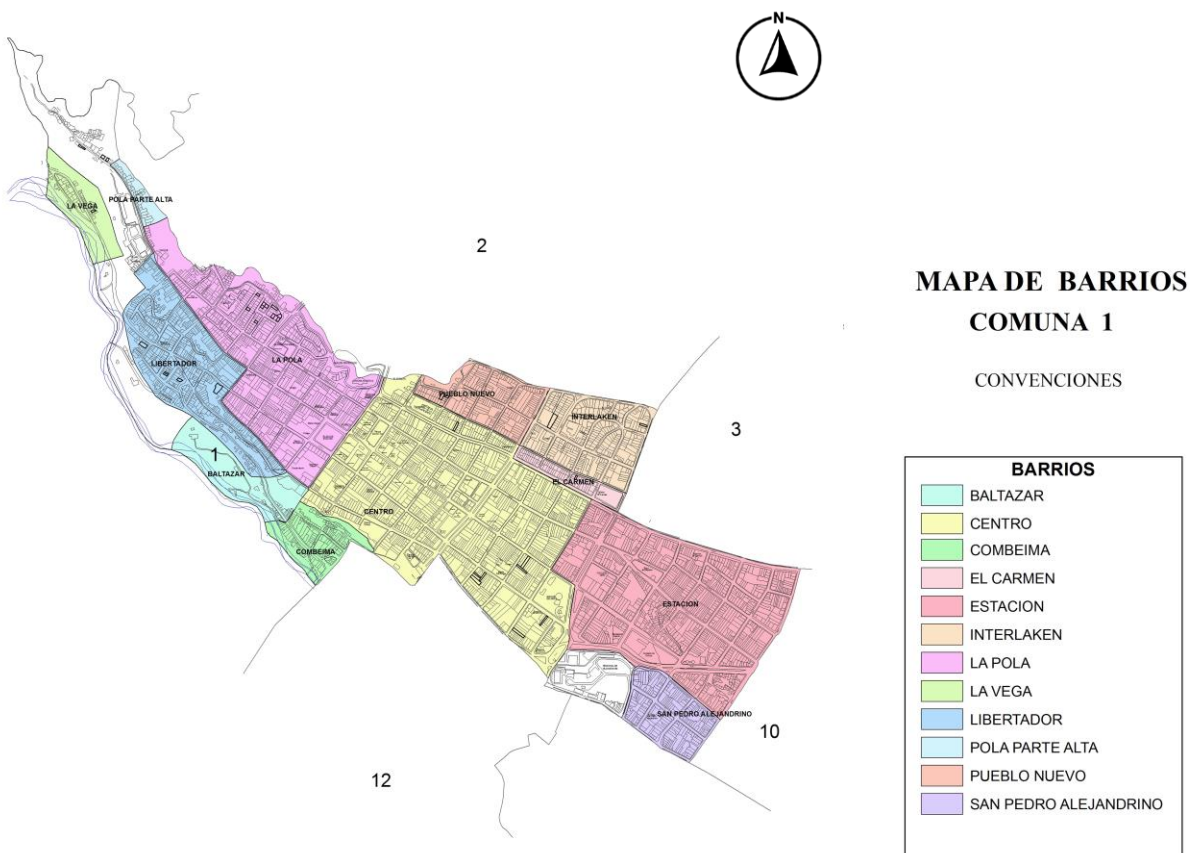 N
POLA PARTE ALTA
LA VEGA
2
MAPA DE BARRIOS
COMUNA 1
CONVENCIONES
LIBERTADOR
LA POLA
PUEBLO NUEVO
INTERLAKEN
3
1
BALTAZAR
EL CARMEN
CENTRO
COMBEIMA
ESTACION
SAN PEDRO ALEJANDRINO
10
12
BARRIOS
BALTAZAR
CENTRO
COMBEIMA
EL CARMEN
ESTACION
INTERLAKEN
LA POLA
LA VEGA
LIBERTADOR
POLA PARTE ALTA
PUEBLO NUEVO
SAN PEDRO ALEJANDRINO